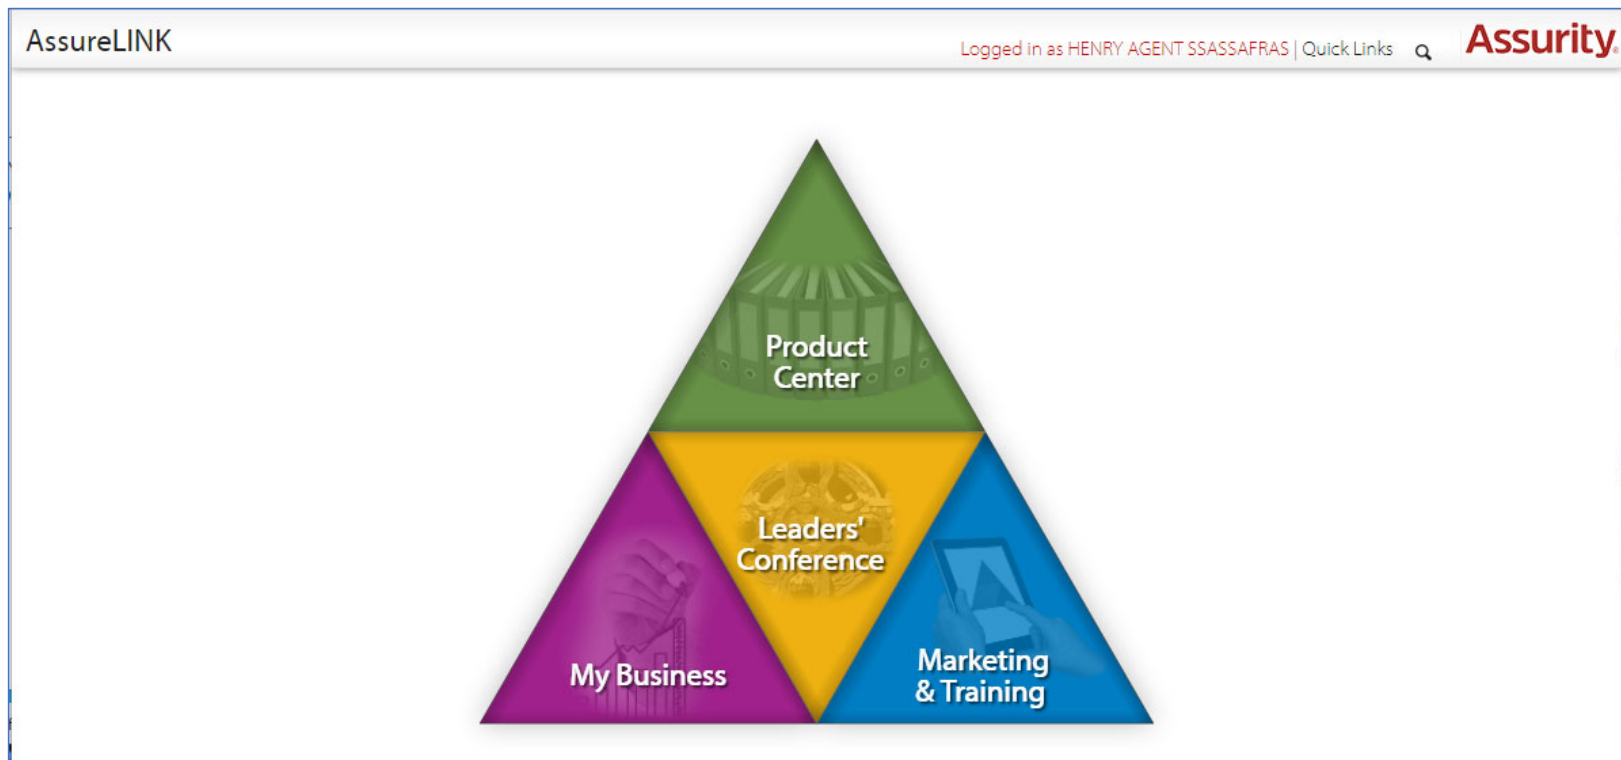 AssureLINK
Logged in as HENRY AGENT SSASSAFRAS | Quick Links
Assurity®
Product
Center
Leaders'
Conference
My Business
Marketing
& Training